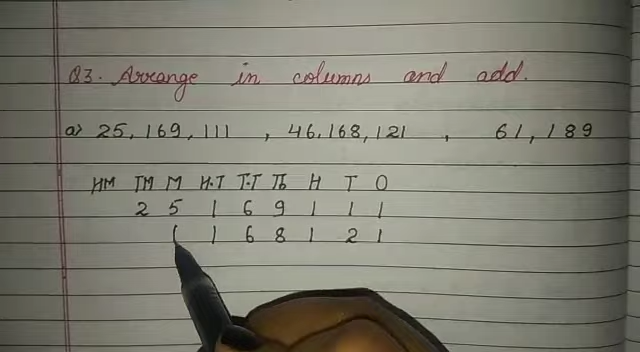 Q3. Arrange in columns and add.
a) 25,169,111 , 46,168,121 , 61,189
HM TM M H.T T.T Th H T O
2 5 1 6 9 1 1 1
1 6 8 1 2 1